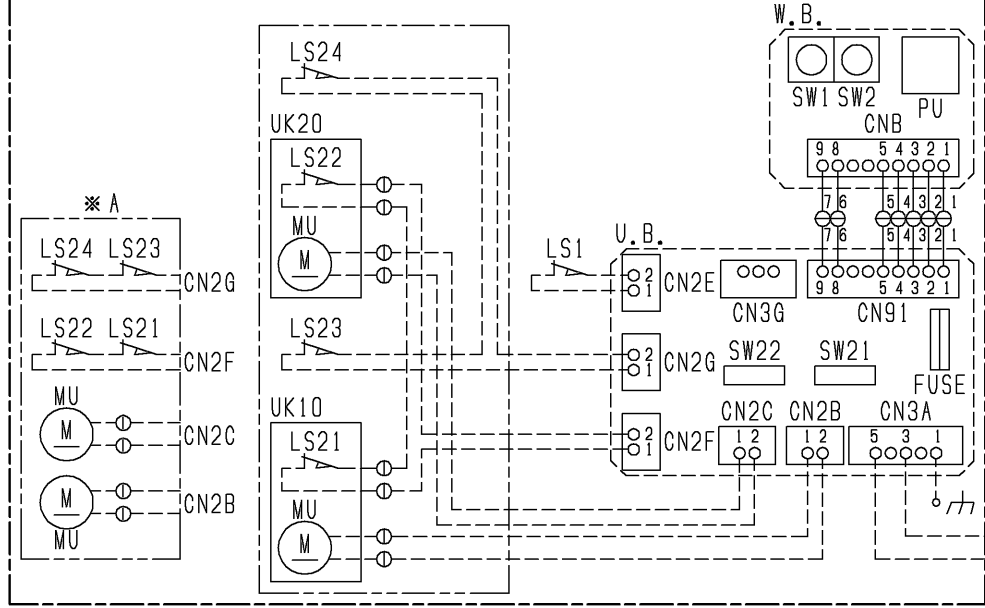 W.B.
SW1 SW2
PU
CNB
9 8 5 4 3 2 1
7 6 5 4 3 2 1
7 6 5 4 3 2 1
U.B.
9 8 5 4 3 2 1
CN91
CN3G
LS1
2
1
CN2E
2
1
CN2G
2
1
CN2F
SW22
SW21
FUSE
CN2C
CN2B
CN3A
1 2
1 2
5 3 1
LS24
UK20
LS22
MU
M
LS23
UK10
LS21
MU
M
※ A
LS24 LS23
CN2G
LS22 LS21
CN2F
MU
M
CN2C
M
CN2B
MU